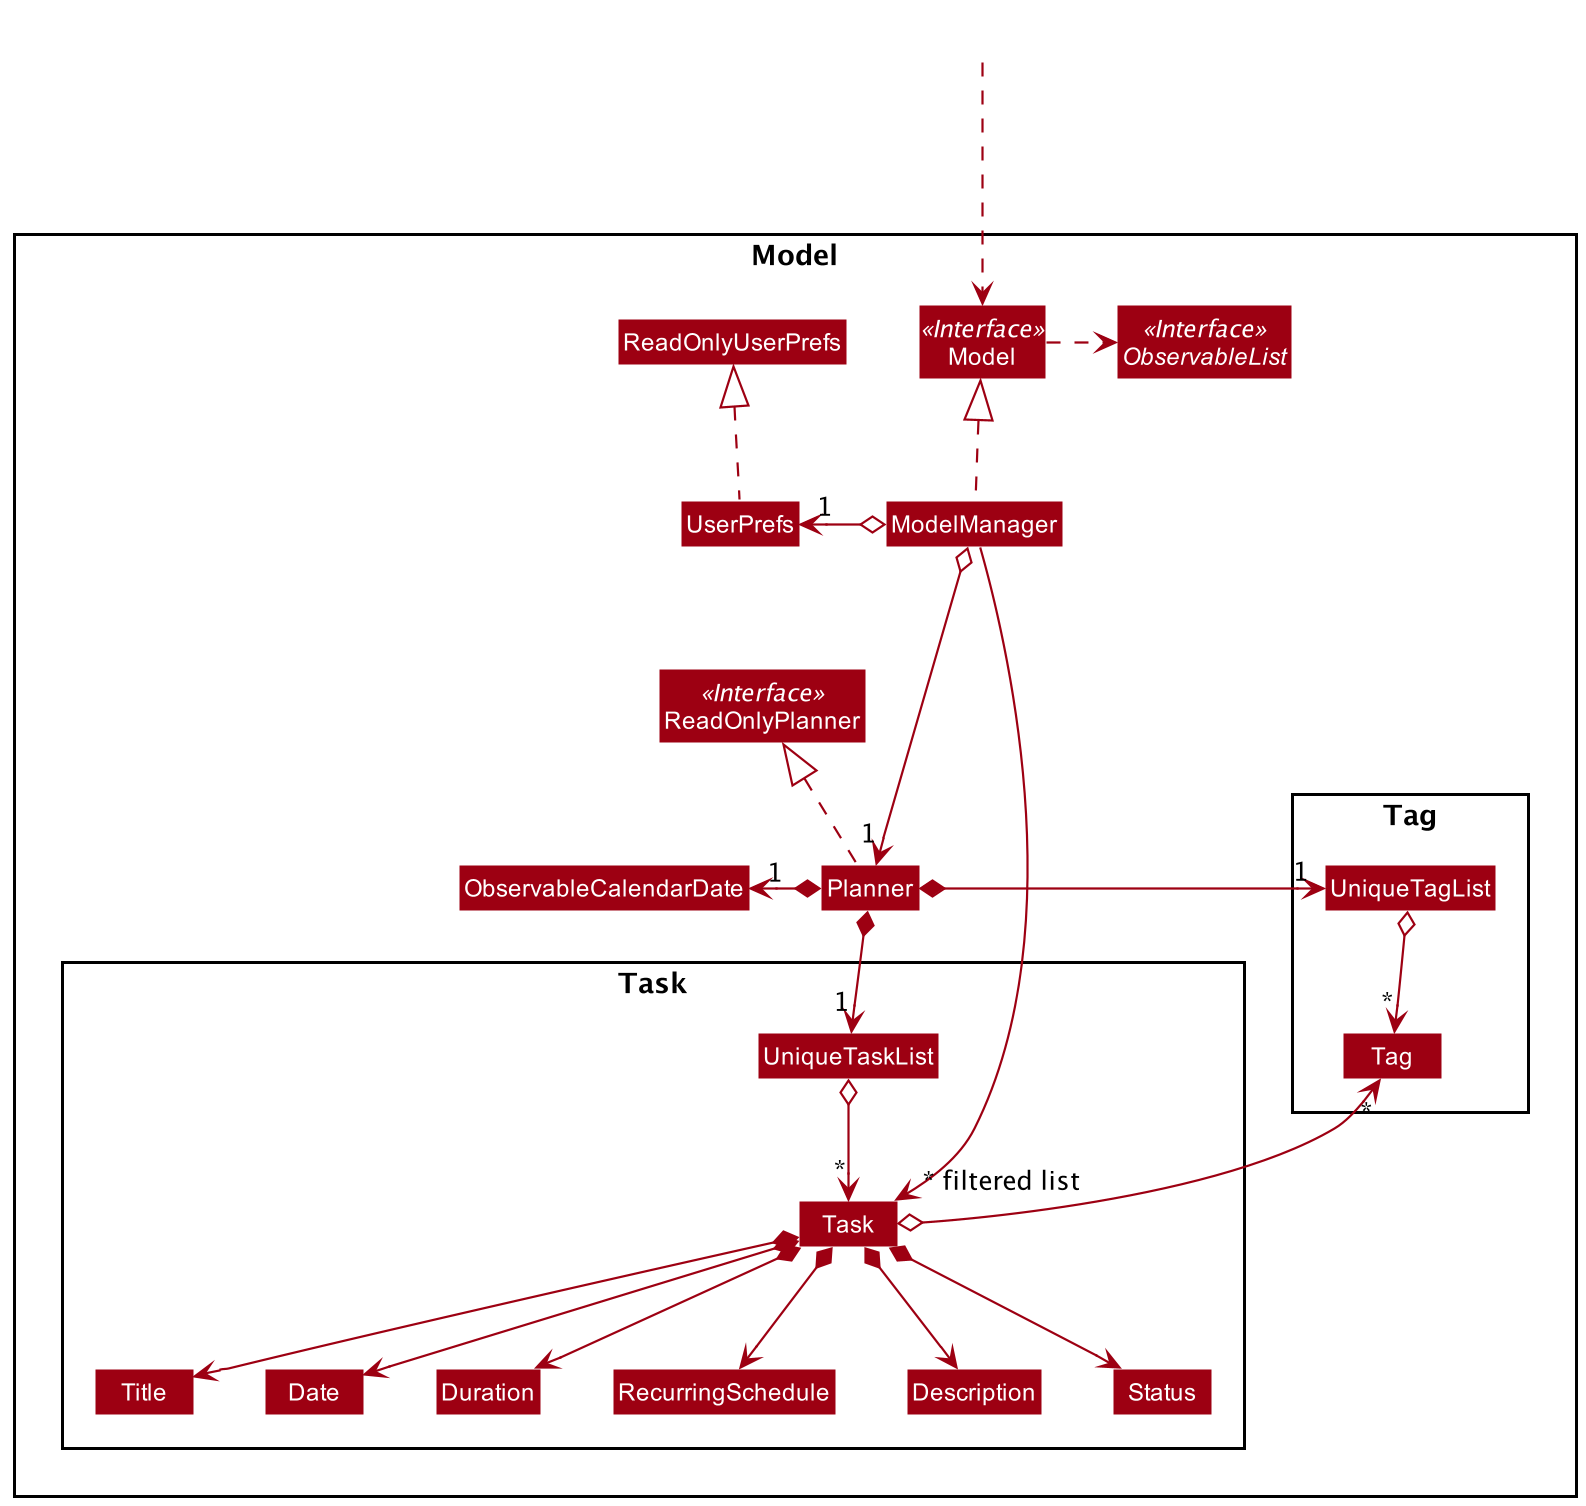 Model
ReadOnlyUserPrefs
«Interface»
Model
«Interface»
ObservableList
UserPrefs
1
ModelManager
«Interface»
ReadOnlyPlanner
Tag
1
ObservableCalendarDate
1
Planner
1
UniqueTagList
Task
1
*
UniqueTaskList
Tag
*
*
* filtered list
Task
Title
Date
Duration
RecurringSchedule
Description
Status